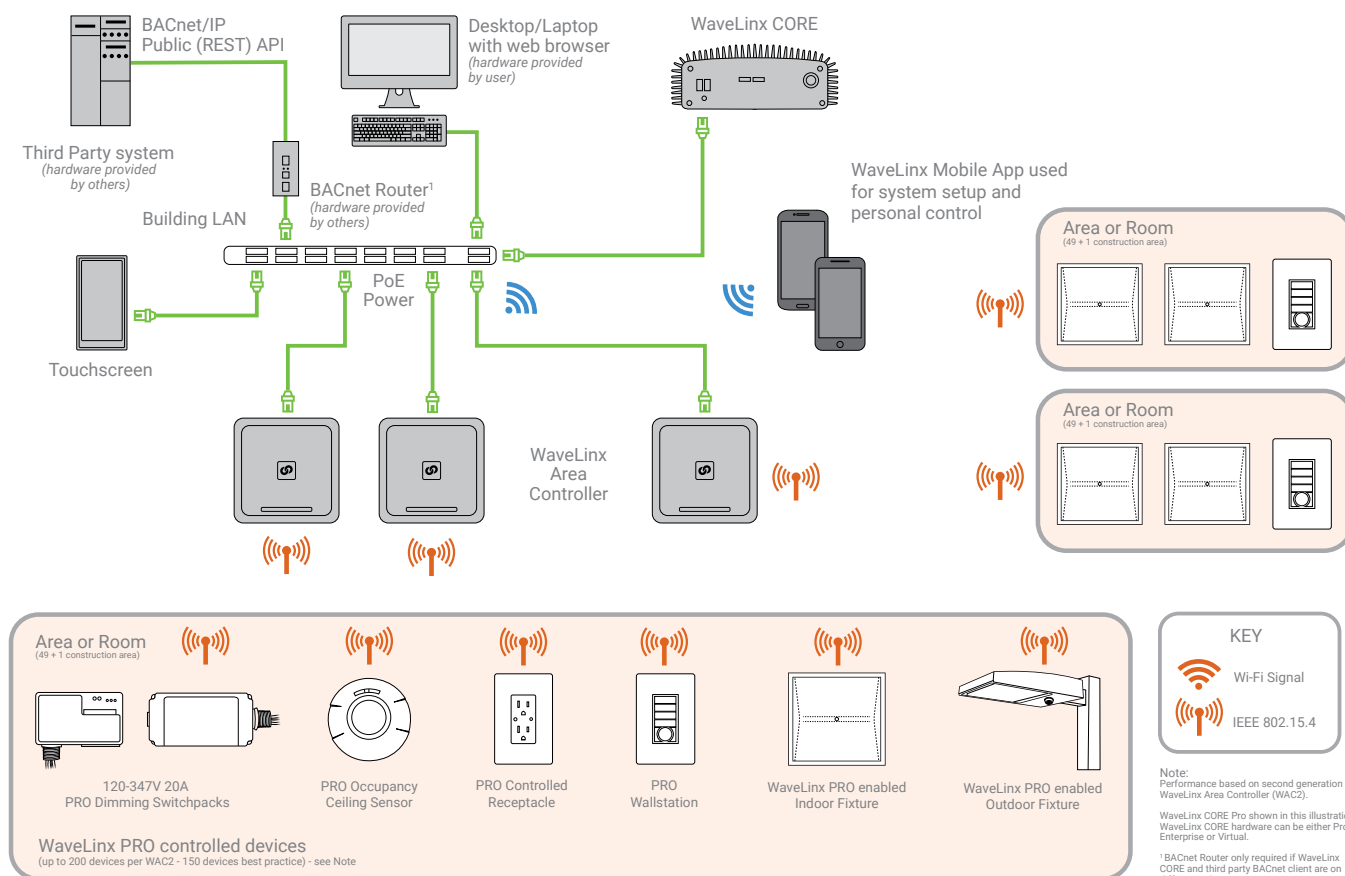 BACnet/IP
Public (REST) API
Desktop/Laptop
with web browser
(hardware provided
by user)
WaveLinx CORE
Third Party system
(hardware provided
by others)
BACnet Router¹
(hardware provided
by others)
Building LAN
WaveLinx Mobile App used
for system setup and
personal control
PoE
Power
Touchscreen
WaveLinx
Area
Controller
Area or Room
(49 + 1 construction area)
Area or Room
(49 + 1 construction area)
Area or Room
(49 + 1 construction area)
120-347V 20A
PRO Dimming Switchpacks
PRO Occupancy
Ceiling Sensor
PRO Controlled
Receptacle
PRO
Wallstation
WaveLinx PRO enabled
Indoor Fixture
WaveLinx PRO enabled
Outdoor Fixture
WaveLinx PRO controlled devices
(up to 200 devices per WAC2 - 150 devices best practice) - see Note
KEY
Wi-Fi Signal
IEEE 802.15.4
Note:
Performance based on second generation
WaveLinx Area Controller (WAC2).
WaveLinx CORE Pro shown in this
WaveLinx CORE hardware can be either
Enterprise or Virtual.
¹ BACnet Router only required if WaveLinx
CORE and third party BACnet client are on